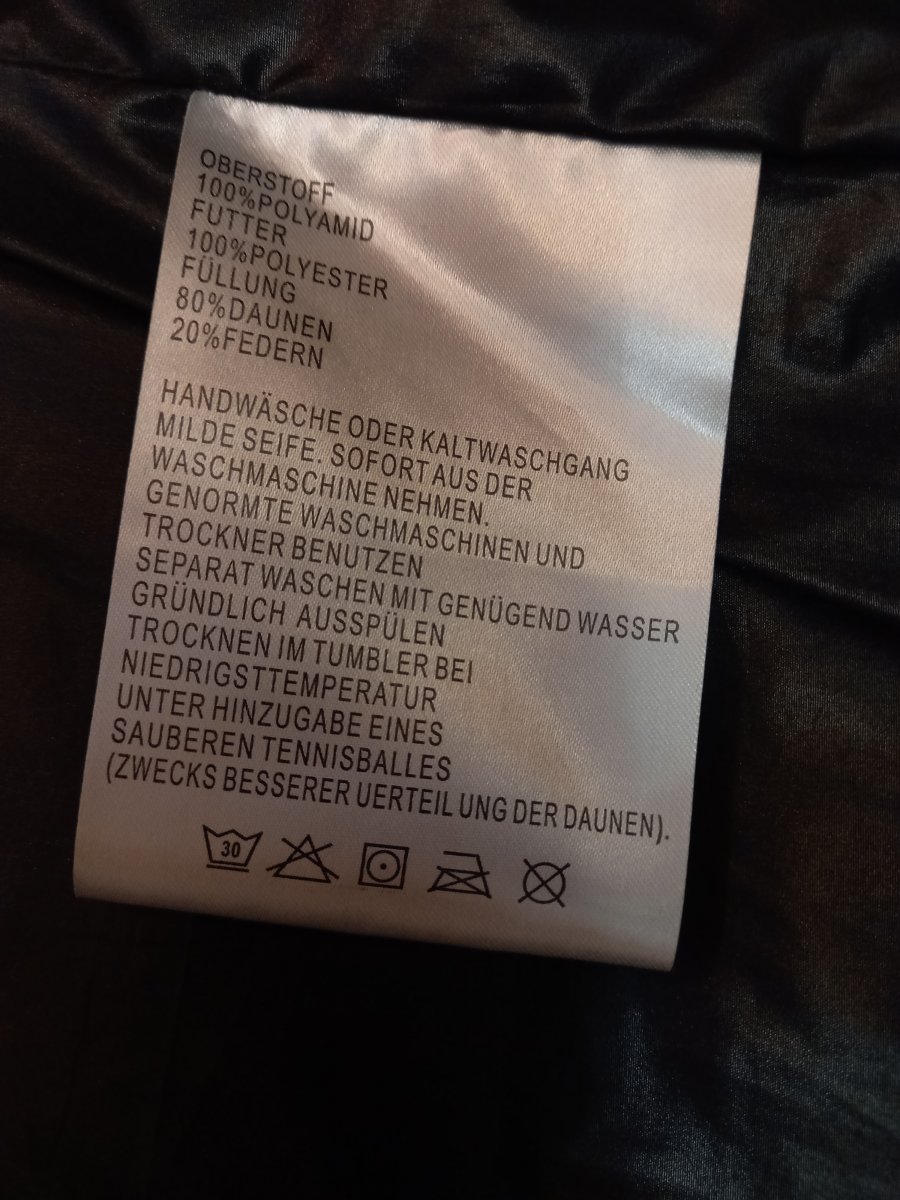 OBERSTOFF
100%POLYAMID
FUTTER
100%POLYESTER
FÜLLUNG
80%DAUNEN
20%FEDERN
HANDWÄSCHE ODER KALTWASCHGANG
MILDE SEIFE. SOFORT AUS DER
WASCHMASCHINE NEHMEN.
GENORMTE WASCHMASCHINEN UND
TROCKNER BENUTZEN
SEPARAT WASCHEN MIT GENÜGEND WASSER
GRÜNDLICH AUSSPÜLEN
TROCKNEN IM TUMBLER BEI
NIEDRIGSTTEMPERATUR
UNTER HINZUGABE EINES
SAUBEREN TENNISBALLES
(ZWECKS BESSERER UERTEIL UNG DER DAUNEN).
30